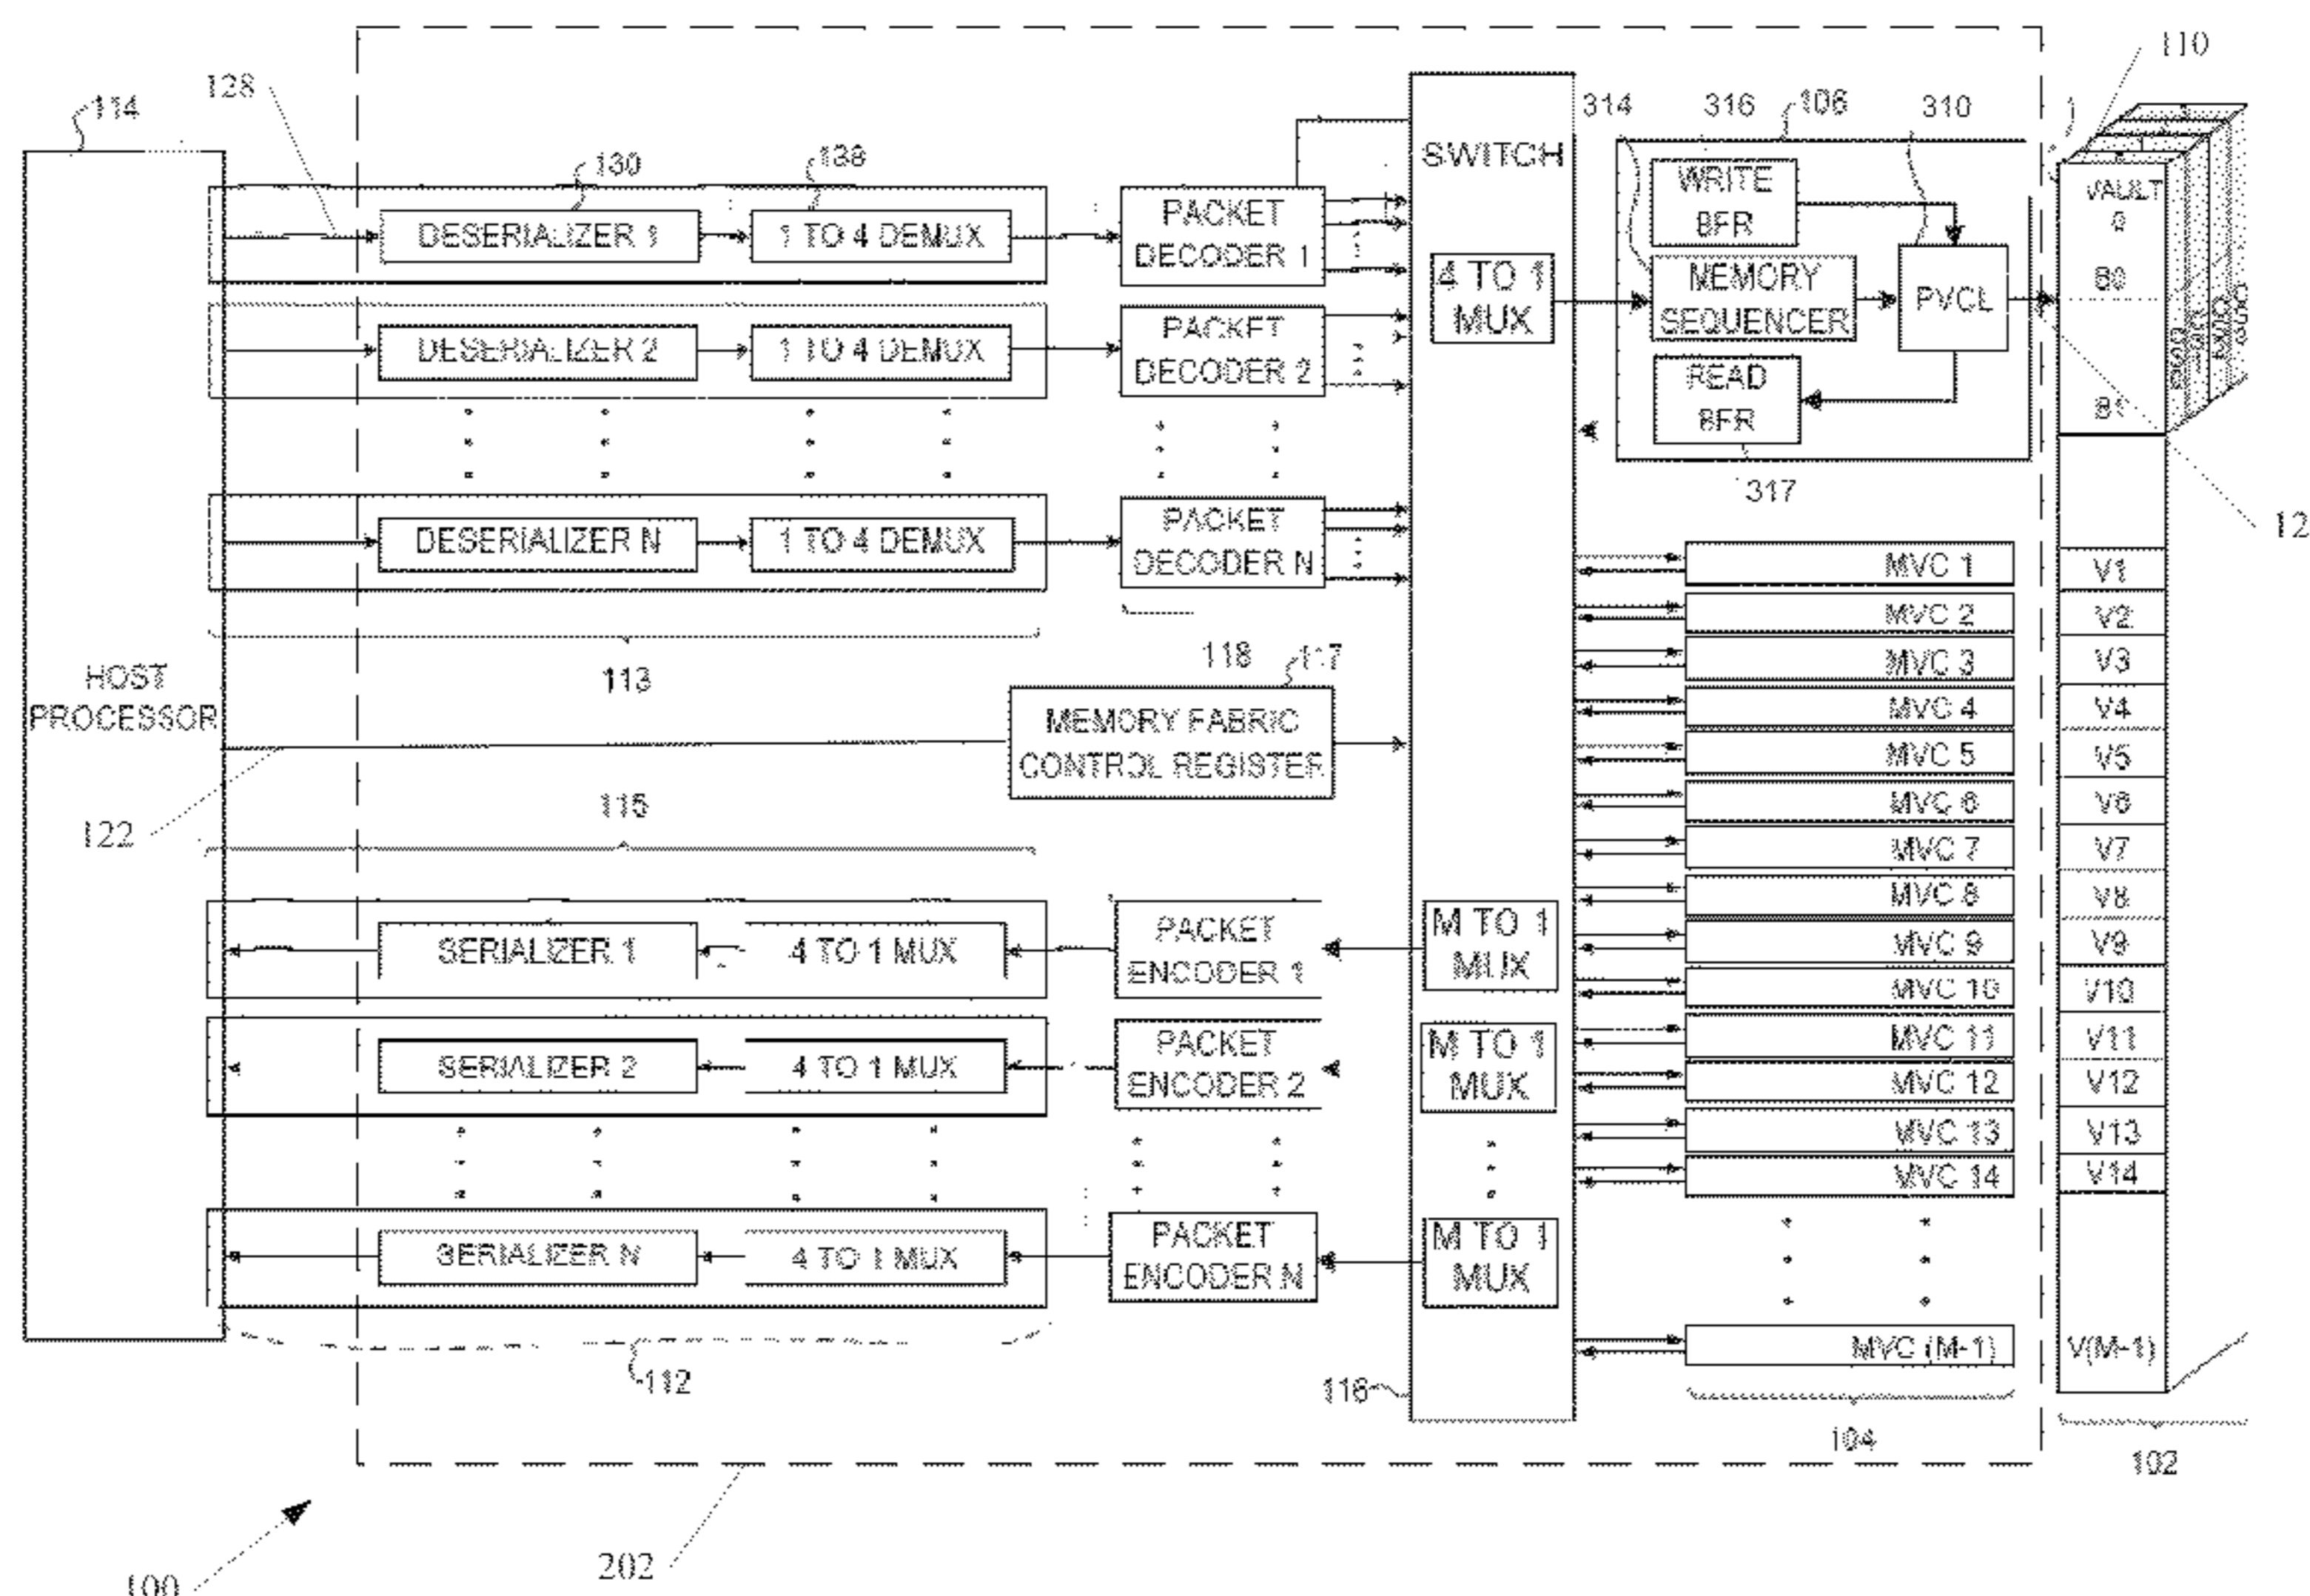 110
128
114
130
138
314
316
106
310
SWITCH
WRITE
BFR
VAULT
0
DESERIALIZER 1
1 TO 4 DEMUX
PACKET
DECODER 1
4 TO 1
MUX
MEMORY
SEQUENCER
PVCL
B0
DESERIALIZER 2
1 TO 4 DEMUX
PACKET
DECODER 2
READ
BFR
B1
317
12
DESERIALIZER N
1 TO 4 DEMUX
PACKET
DECODER N
MVC 1
V1
MVC 2
V2
113
118
117
MVC 3
V3
HOST
PROCESSOR
MEMORY FABRIC
CONTROL REGISTER
MVC 4
V4
MVC 5
V5
122
115
MVC 6
V6
MVC 7
V7
MVC 8
V8
SERIALIZER 1
4 TO 1 MUX
PACKET
ENCODER 1
M TO 1
MUX
MVC 9
V9
MVC 10
V10
SERIALIZER 2
4 TO 1 MUX
PACKET
ENCODER 2
M TO 1
MUX
MVC 11
V11
MVC 12
V12
MVC 13
V13
MVC 14
V14
SERIALIZER N
4 TO 1 MUX
PACKET
ENCODER N
M TO 1
MUX
MVC (M-1)
V(M-1)
112
116
104
102
202
100